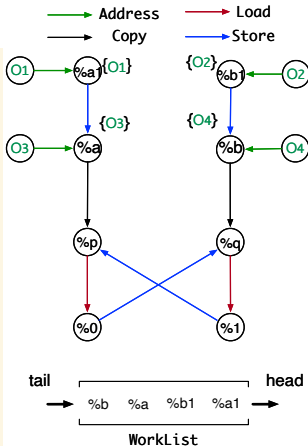 Address Load
Copy Store
O1 %a1 {O1} {O2} %b1 O2
{O3} {O4}
O3 %a %b O4
%p %q
%0 %1
tail head
%b %a %b1 %a1
WorkList